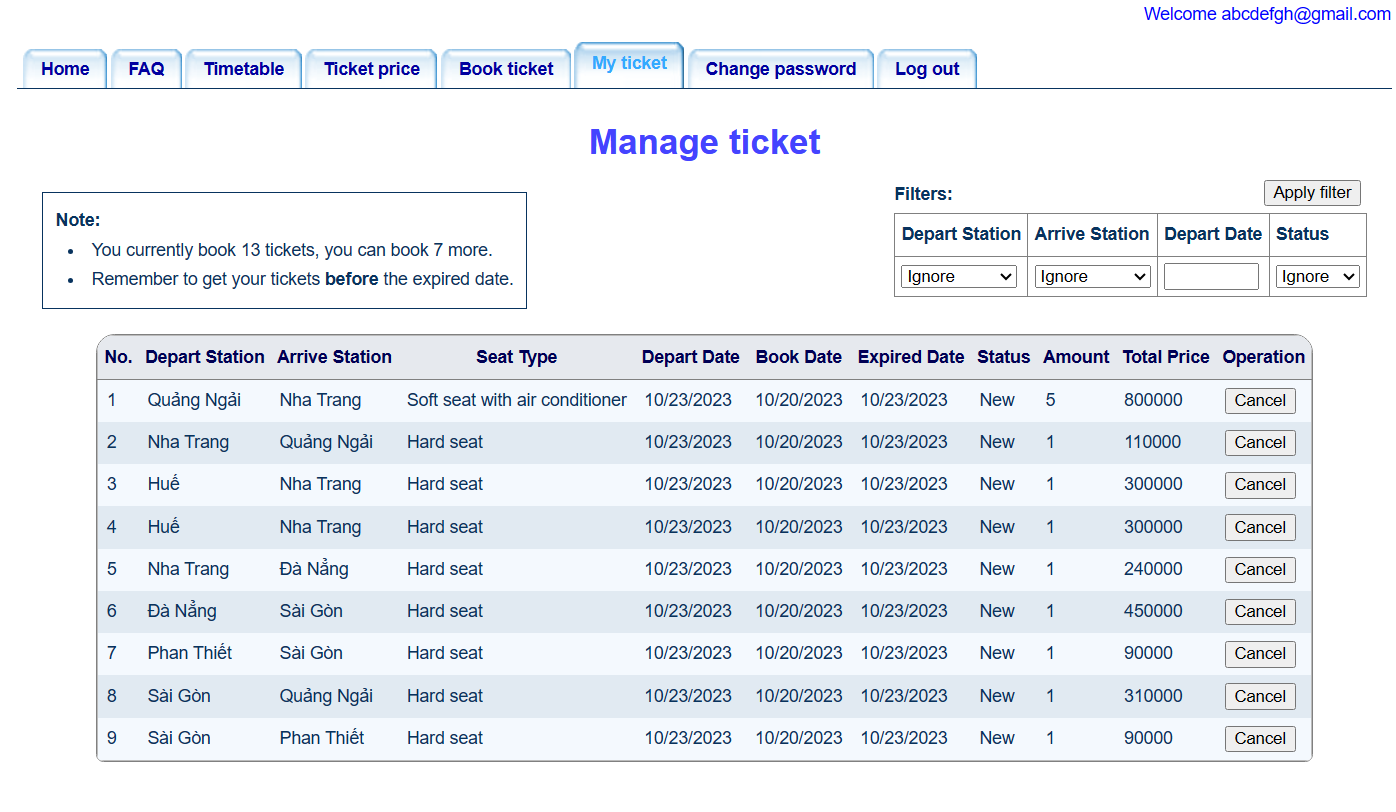 Welcome abcdefgh@gmail.com
Home FAQ Timetable Ticket price Book ticket My ticket Change password Log out
Manage ticket
Note:
• You currently book 13 tickets, you can book 7 more.
• Remember to get your tickets before the expired date.
Filters: Apply filter
Depart Station Arrive Station Depart Date Status
Ignore Ignore Ignore
No. Depart Station Arrive Station Seat Type Depart Date Book Date Expired Date Status Amount Total Price Operation
1 Quảng Ngải Nha Trang Soft seat with air conditioner 10/23/2023 10/20/2023 10/23/2023 New 5 800000 Cancel
2 Nha Trang Quảng Ngải Hard seat 10/23/2023 10/20/2023 10/23/2023 New 1 110000 Cancel
3 Huế Nha Trang Hard seat 10/23/2023 10/20/2023 10/23/2023 New 1 300000 Cancel
4 Huế Nha Trang Hard seat 10/23/2023 10/20/2023 10/23/2023 New 1 300000 Cancel
5 Nha Trang Đà Nẳng Hard seat 10/23/2023 10/20/2023 10/23/2023 New 1 240000 Cancel
6 Đà Nẳng Sài Gòn Hard seat 10/23/2023 10/20/2023 10/23/2023 New 1 450000 Cancel
7 Phan Thiết Sài Gòn Hard seat 10/23/2023 10/20/2023 10/23/2023 New 1 90000 Cancel
8 Sài Gòn Quảng Ngải Hard seat 10/23/2023 10/20/2023 10/23/2023 New 1 310000 Cancel
9 Sài Gòn Phan Thiết Hard seat 10/23/2023 10/20/2023 10/23/2023 New 1 90000 Cancel